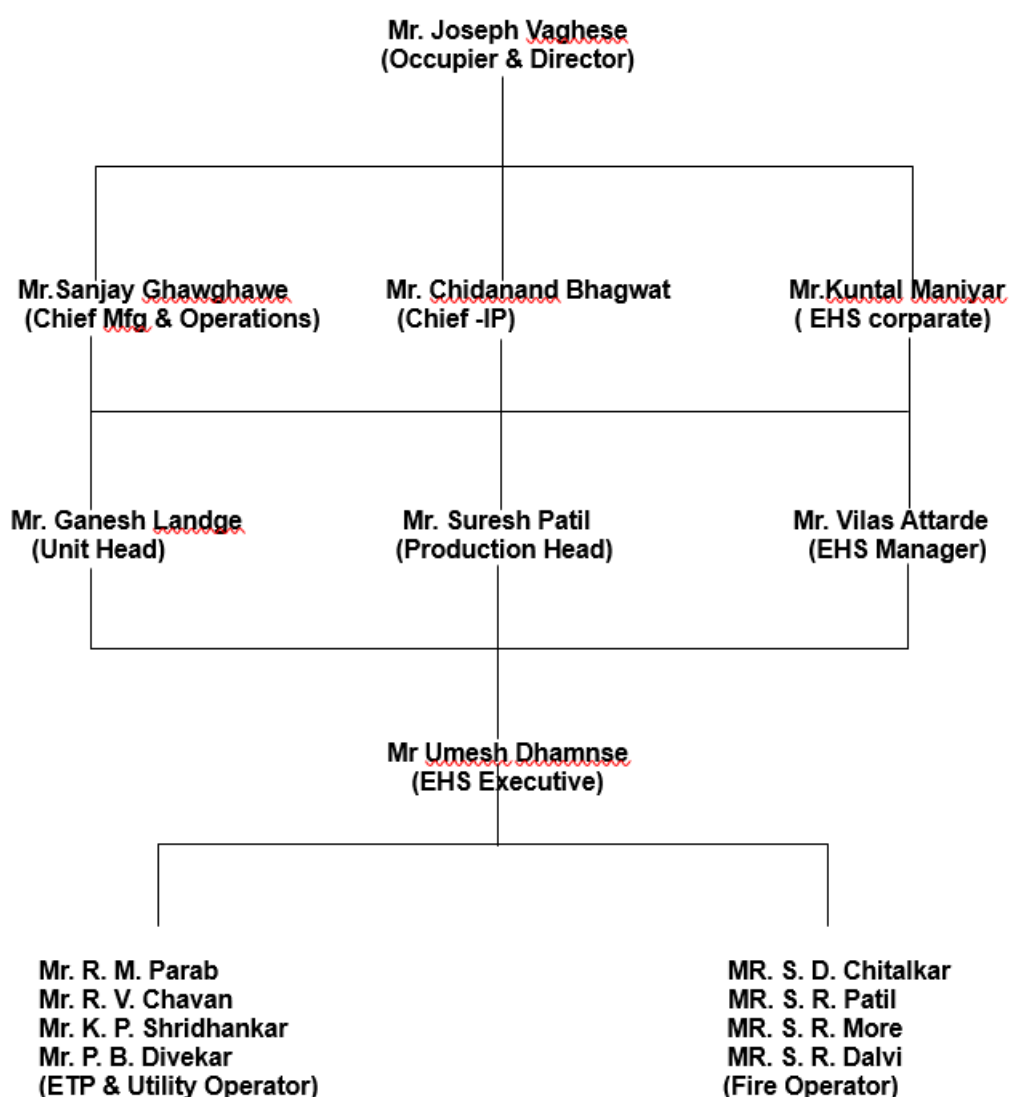 Mr. Joseph Vaghese
(Occupier & Director)
Mr.Sanjay Ghawghawe
(Chief Mfg & Operations)
Mr. Chidanand Bhagwat
(Chief -IP)
Mr.Kuntal Maniyar
( EHS corparate)
Mr. Ganesh Landge
(Unit Head)
Mr. Suresh Patil
(Production Head)
Mr. Vilas Attarde
(EHS Manager)
Mr Umesh Dhamnse
(EHS Executive)
Mr. R. M. Parab
Mr. R. V. Chavan
Mr. K. P. Shridhankar
Mr. P. B. Divekar
(ETP & Utility Operator)
MR. S. D. Chitalkar
MR. S. R. Patil
MR. S. R. More
MR. S. R. Dalvi
(Fire Operator)